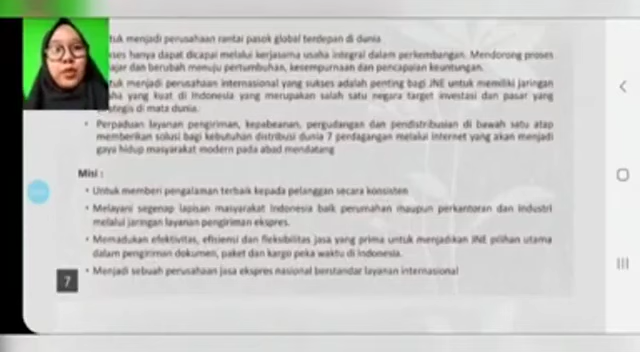 tuk menjadi perusahaan rantai pasok global terdepan di dunia
ses hanya dapat dicapai melalui kerjasama usaha integral dalam perkembangan. Mendorong proses
ajar dan berubah menuju pertumbuhan, kesempurnaan dan pencapaian keuntungan.
tuk menjadi perusahaan internasional yang sukses adalah penting bagi JNE untuk memiliki jaringan
aha yang kuat di Indonesia yang merupakan salah satu negara target investasi dan pasar yang
ategis di mata dunia.
• Perpaduan layanan pengiriman, kepabeanan, pergudangan dan pendistribusian di bawah satu atap
memberikan solusi bagi kebutuhan distribusi dunia 7 perdagangan melalui internet yang akan menjadi
gaya hidup masyarakat modern pada abad mendatang
Misi :
• Untuk memberi pengalaman terbaik kepada pelanggan secara konsisten
• Melayani segenap lapisan masyarakat Indonesia baik perumahan maupun perkantoran dan industri
melalui jaringan layanan pengiriman ekspres.
• Memadukan efektivitas, efisiensi dan fleksibilitas jasa yang prima untuk menjadikan JNE pilihan utama
dalam pengiriman dokumen, paket dan kargo peka waktu di Indonesia.
• Menjadi sebuah perusahaan jasa ekspres nasional berstandar layanan internasional
7